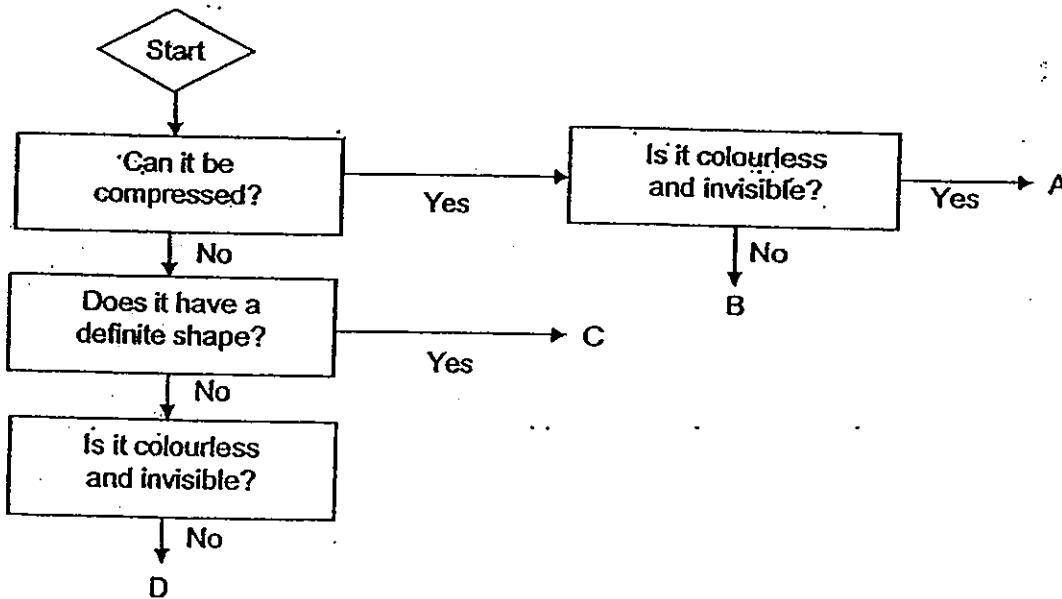 Start
Can it be
compressed?
Yes
Is it colourless
and invisible?
Yes
A
No
B
No
Does it have a
definite shape?
Yes
C
No
Is it colourless
and invisible?
No
D